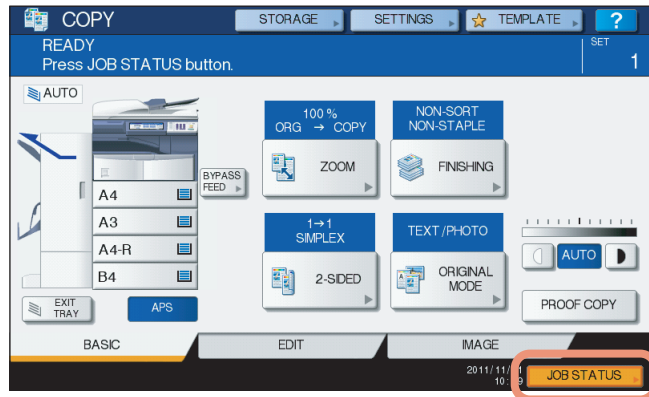 COPY
STORAGE
SETTINGS
TEMPLATE
?
READY
Press JOB STATUS button.
SET
1
AUTO
100 %
ORG → COPY
ZOOM
NON-SORT
NON-STAPLE
FINISHING
BYPASS
FEED
A4
A3
A4-R
B4
1→1
SIMPLEX
2-SIDED
TEXT/PHOTO
ORIGINAL
MODE
AUTO
EXIT
TRAY
APS
PROOF COPY
BASIC
EDIT
IMAGE
JOB STATUS